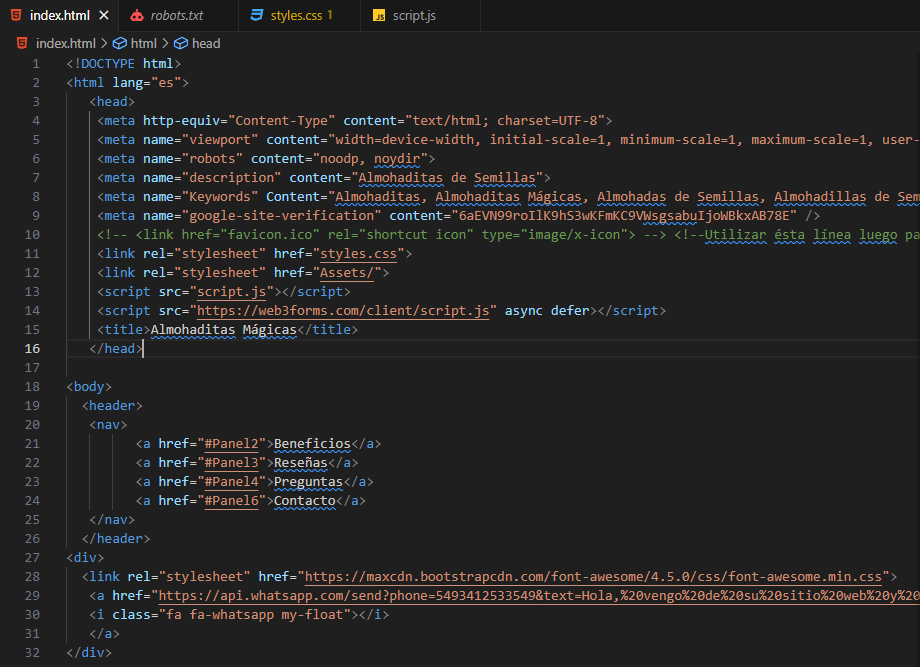 index.html robots.txt styles.css 1 script.js
index.html > html > head
1 <!DOCTYPE html>
2 <html lang="es">
3 <head>
4 <meta http-equiv="Content-Type" content="text/html; charset=UTF-8">
5 <meta name="viewport" content="width=device-width, initial-scale=1, minimum-scale=1, maximum-scale=1, user-
6 <meta name="robots" content="noodp, noydir">
7 <meta name="description" content="Almohaditas de Semillas">
8 <meta name="Keywords" Content="Almohaditas, Almohaditas Mágicas, Almohadas de Semillas, Almohadillas de Sem
9 <meta name="google-site-verification" content="6aEVN99roIlK9hS3wKFmKC9VWsgsabuIjoWBkxAB78E" />
10 <!-- <link href="favicon.ico" rel="shortcut icon" type="image/x-icon"> --> <!--Utilizar ésta línea luego pa
11 <link rel="stylesheet" href="styles.css">
12 <link rel="stylesheet" href="Assets/">
13 <script src="script.js"></script>
14 <script src="https://web3forms.com/client/script.js" async defer></script>
15 <title>Almohaditas Mágicas</title>
16 </head>
17
18 <body>
19 <header>
20 <nav>
21 <a href="#Panel2">Beneficios</a>
22 <a href="#Panel3">Reseñas</a>
23 <a href="#Panel4">Preguntas</a>
24 <a href="#Panel6">Contacto</a>
25 </nav>
26 </header>
27 <div>
28 <link rel="stylesheet" href="https://maxcdn.bootstrapcdn.com/font-awesome/4.5.0/css/font-awesome.min.css">
29 <a href="https://api.whatsapp.com/send?phone=5493412533549&text=Hola,%20vengo%20de%20su%20sitio%20web%20y%20
30 <i class="fa fa-whatsapp my-float"></i>
31 </a>
32 </div>